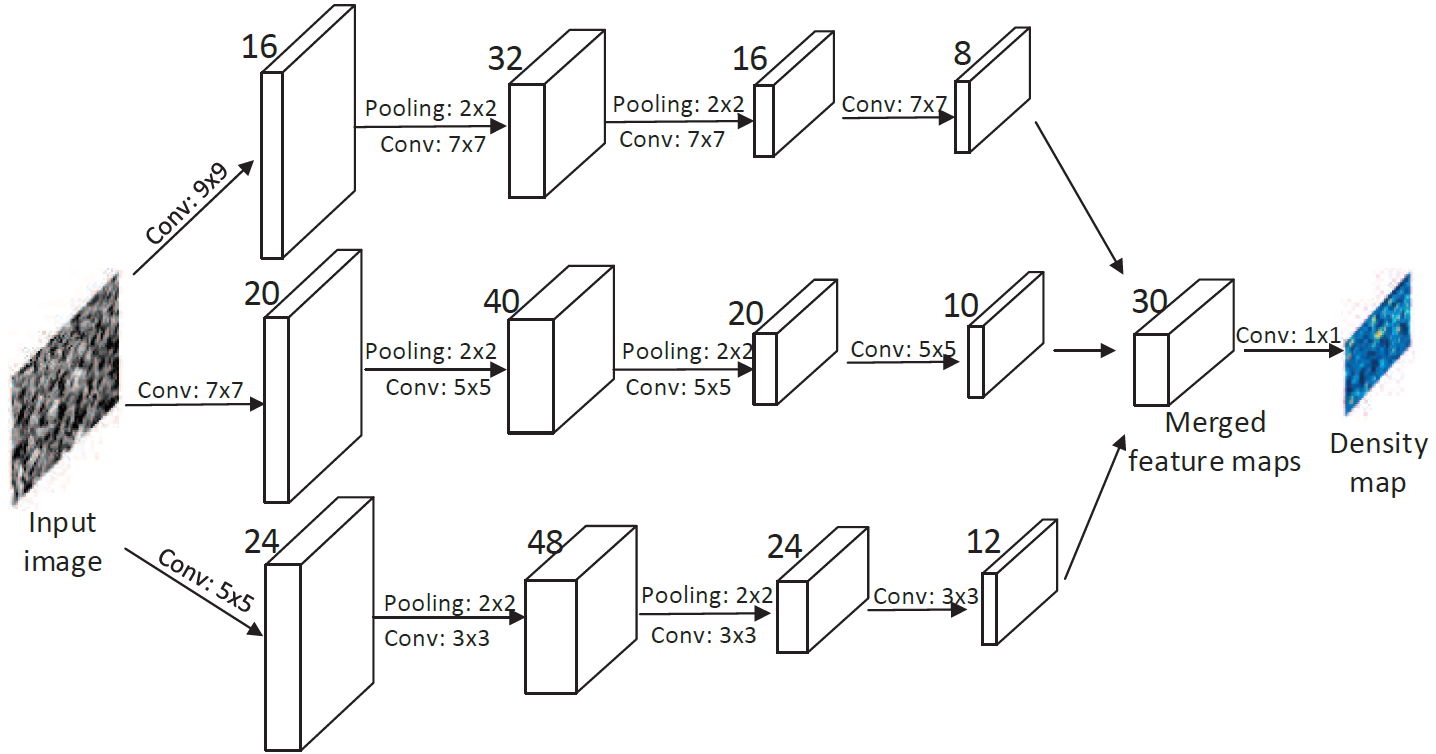 16
32
16
8
Pooling: 2x2
Conv: 7x7
Pooling: 2x2
Conv: 7x7
Conv: 7x7
Conv: 9x9
20
40
20
10
30
Conv: 7x7
Pooling: 2x2
Conv: 5x5
Pooling: 2x2
Conv: 5x5
Conv: 5x5
Conv: 1x1
Merged
feature maps
Density
map
Input
image
24
48
24
12
Conv: 5x5
Pooling: 2x2
Conv: 3x3
Pooling: 2x2
Conv: 3x3
Conv: 3x3